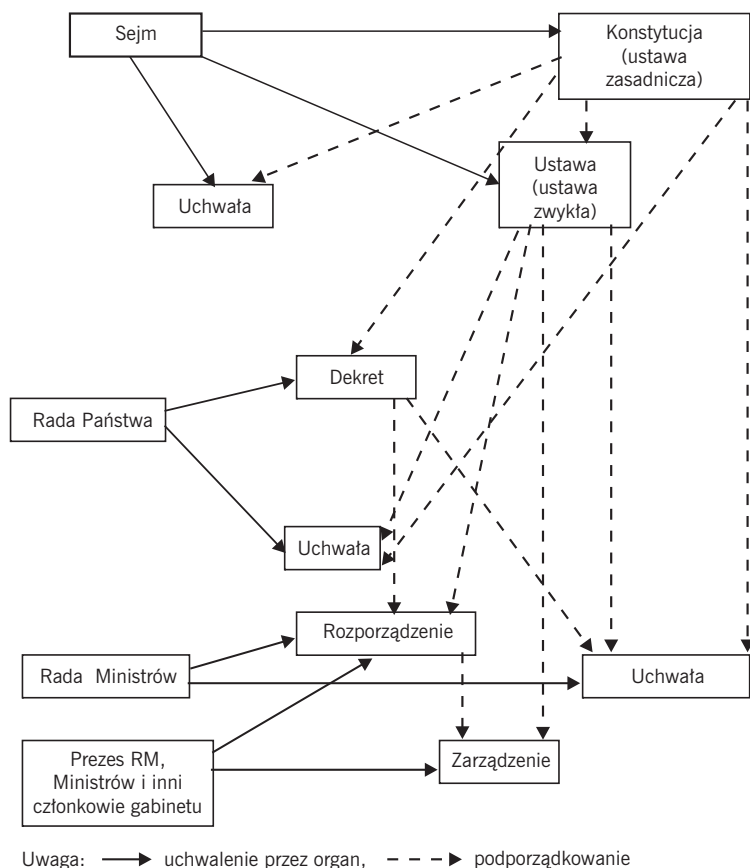 Sejm
Konstytucja
(ustawa
zasadnicza)
Ustawa
(ustawa
zwykła)
Uchwała
Dekret
Rada Państwa
Uchwała
Rozporządzenie
Rada Ministrów
Uchwała
Prezes RM,
Ministrów i inni
członkowie gabinetu
Zarządzenie
Uwaga: uchwalenie przez organ, podporządkowanie